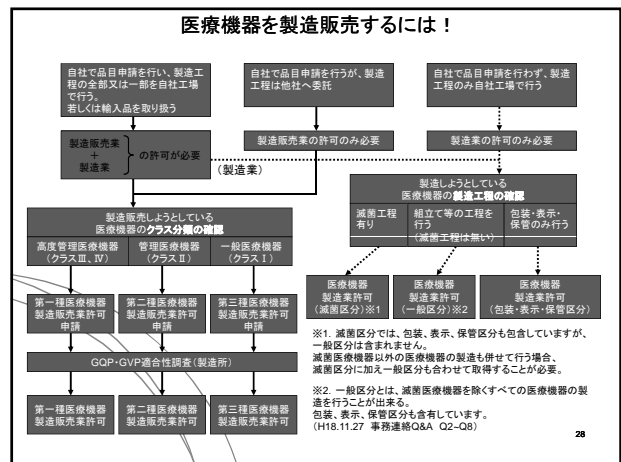 医療機器を製造販売するには！
自社で品目申請を行い、製造工
程の全部又は一部を自社工場
で行う。
若しくは輸入品を取り扱う
自社で品目申請を行うが、製造
工程は他社へ委託
自社で品目申請を行わず、製造
工程のみ自社工場で行う
製造販売業
＋
製造業
の許可が必要
製造販売業の許可のみ必要
製造業の許可のみ必要
(製造業)
製造販売しようとしている
医療機器のクラス分類の確認
高度管理医療機器
(クラスⅢ、Ⅳ)
管理医療機器
(クラスⅡ)
一般医療機器
(クラスⅠ)
製造しようとしている
医療機器の製造工程の確認
滅菌工程
有り
組立て等の工程を
行う
(滅菌工程は無い)
包装・表示・
保管のみ行う
第一種医療機器
製造販売業許可
申請
第二種医療機器
製造販売業許可
申請
第三種医療機器
製造販売業許可
申請
医療機器
製造業許可
(滅菌区分)※1
医療機器
製造業許可
(一般区分)※2
医療機器
製造業許可
(包装・表示・保管区分)
GQP・GVP適合性調査(製造所)
第一種医療機器
製造販売業許可
第二種医療機器
製造販売業許可
第三種医療機器
製造販売業許可
※1．滅菌区分では、包装、表示、保管区分も包含していますが、
一般区分は含まれません。
滅菌医療機器以外の医療機器の製造も併せて行う場合、
滅菌区分に加え一般区分も合わせて取得することが必要。
※2．一般区分とは、滅菌医療機器を除くすべての医療機器の製
造を行うことが出来る。
包装、表示、保管区分も含有しています。
(H18.11.27　事務連絡Q&A　Q2~Q8)
28